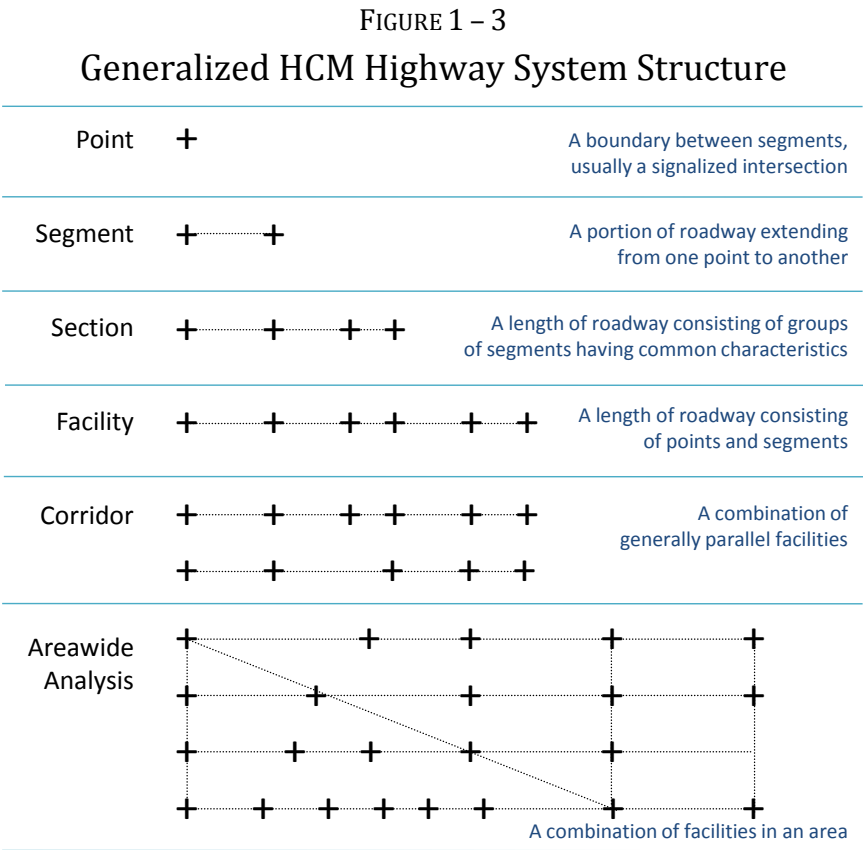 FIGURE 1 – 3
Generalized HCM Highway System Structure
Point
A boundary between segments,
usually a signalized intersection
Segment
A portion of roadway extending
from one point to another
Section
A length of roadway consisting of groups
of segments having common characteristics
Facility
A length of roadway consisting
of points and segments
Corridor
A combination of
generally parallel facilities
Areawide
Analysis
A combination of facilities in an area